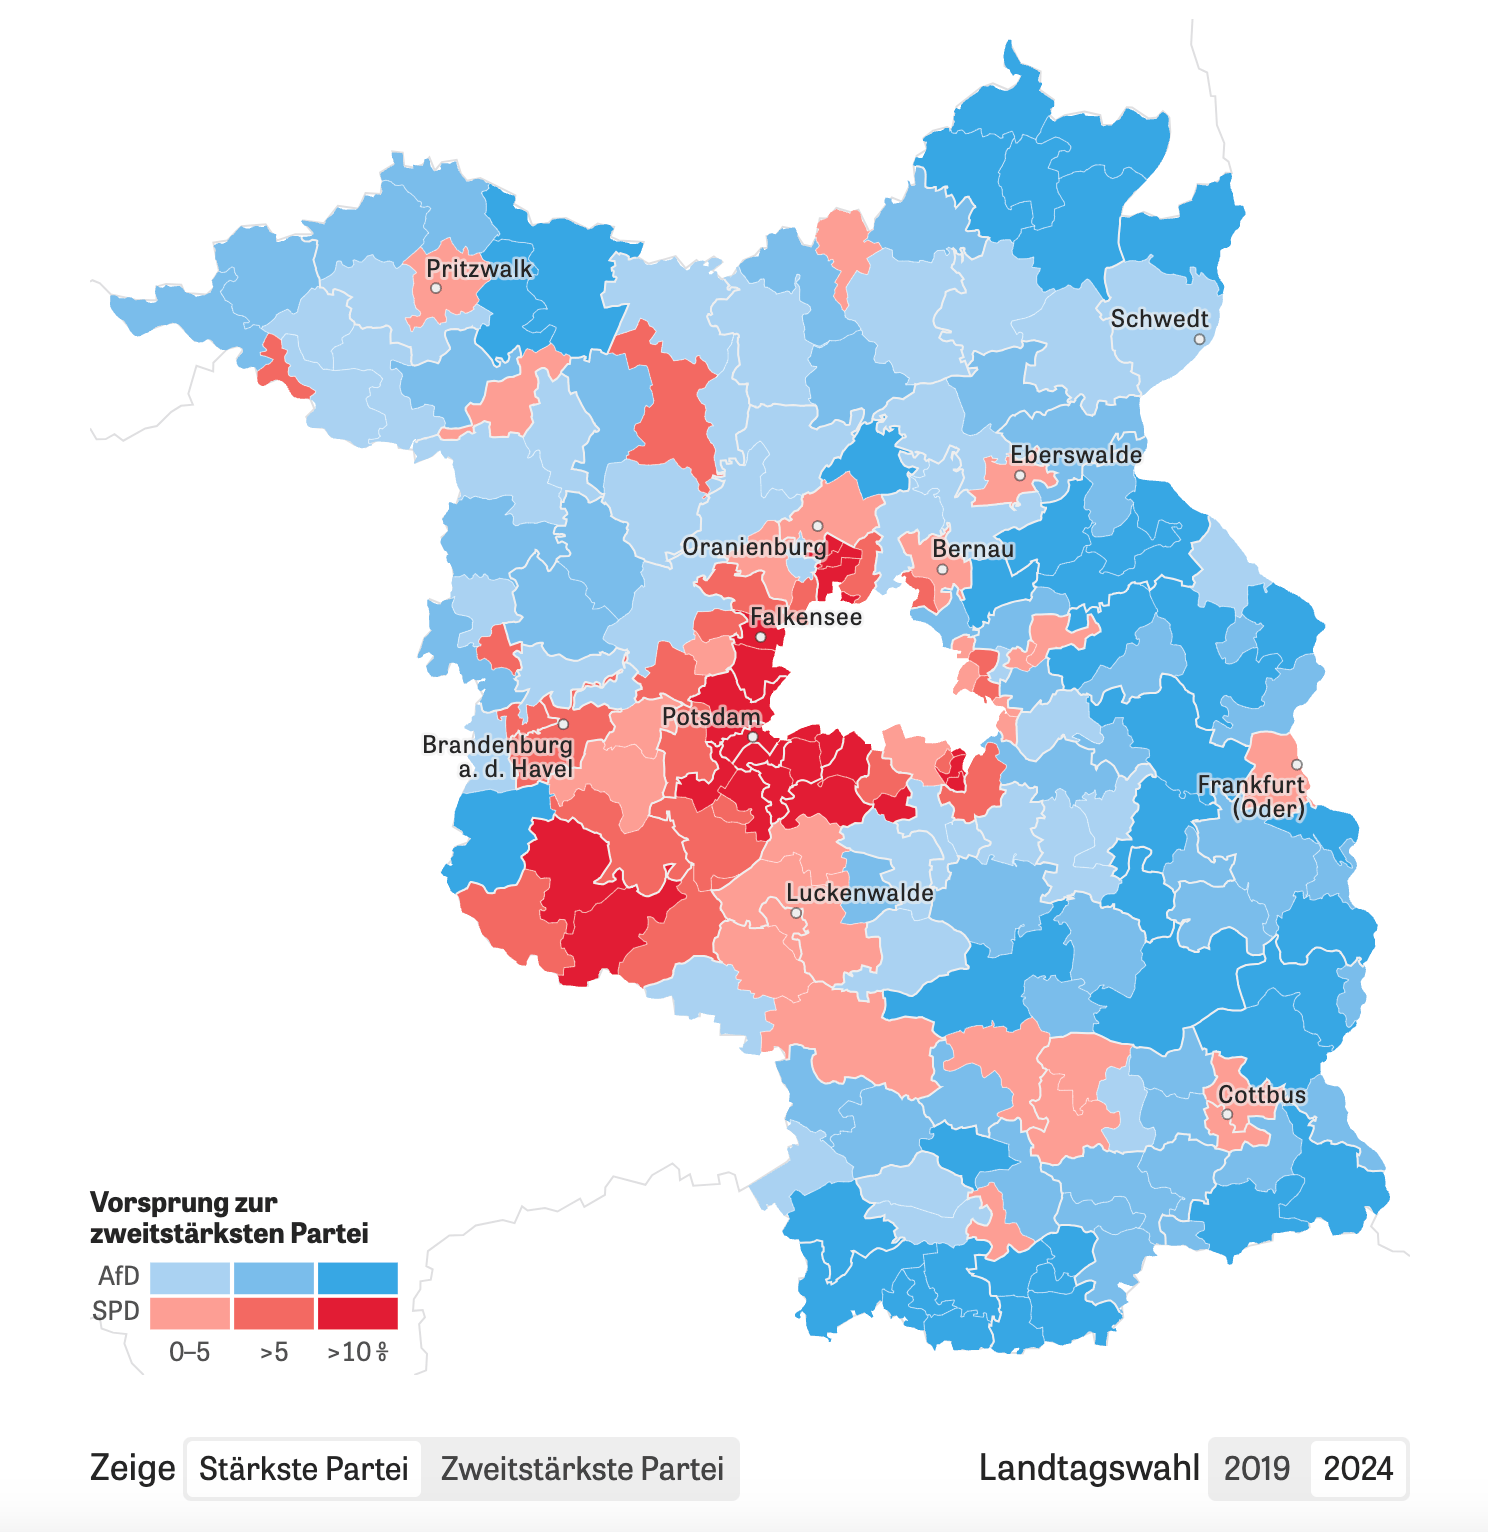 Pritzwalk
Schwedt
Eberswalde
Oranienburg
Bernau
Falkensee
Potsdam
Brandenburg
a. d. Havel
Frankfurt
(Oder)
Luckenwalde
Cottbus
Vorsprung zur
zweitstärksten Partei
AfD
SPD
0–5 >5 >10 %
Zeige Stärkste Partei Zweitstärkste Partei Landtagswahl 2019 2024